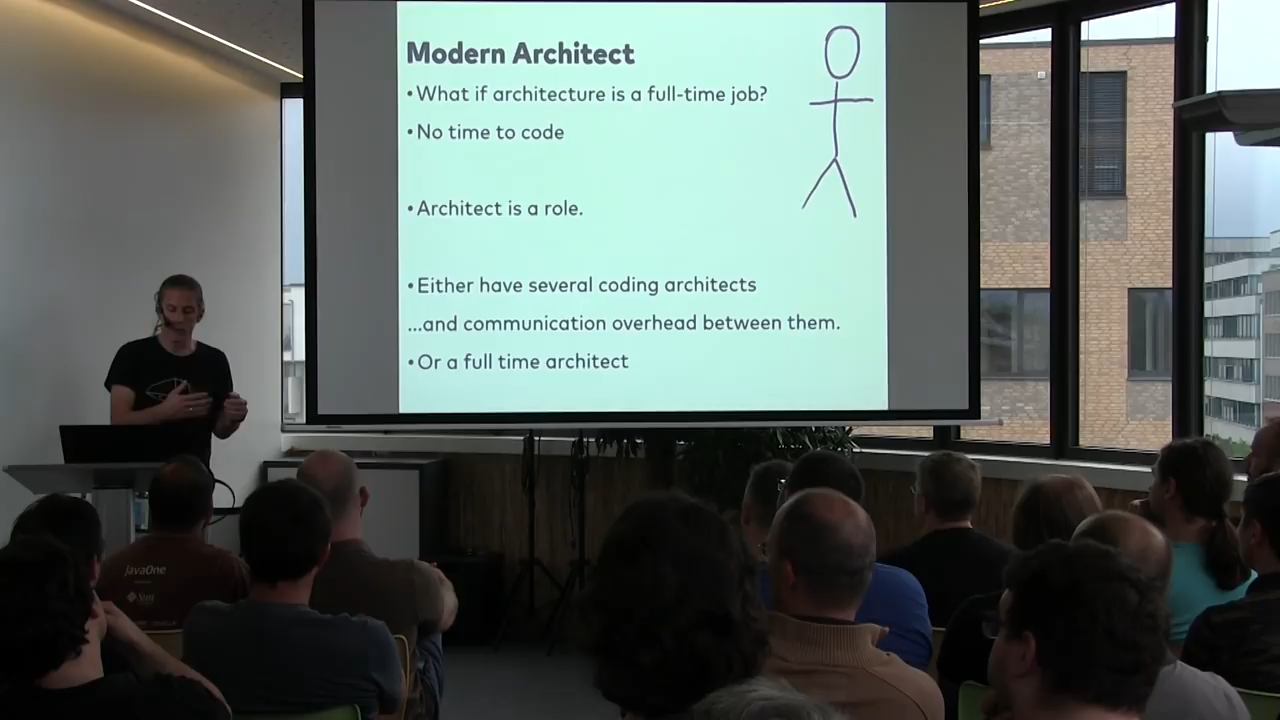 Modern Architect
•What if architecture is a full-time job?
•No time to code
•Architect is a role.
•Either have several coding architects
...and communication overhead between them.
•Or a full time architect
JavaOne
Sun